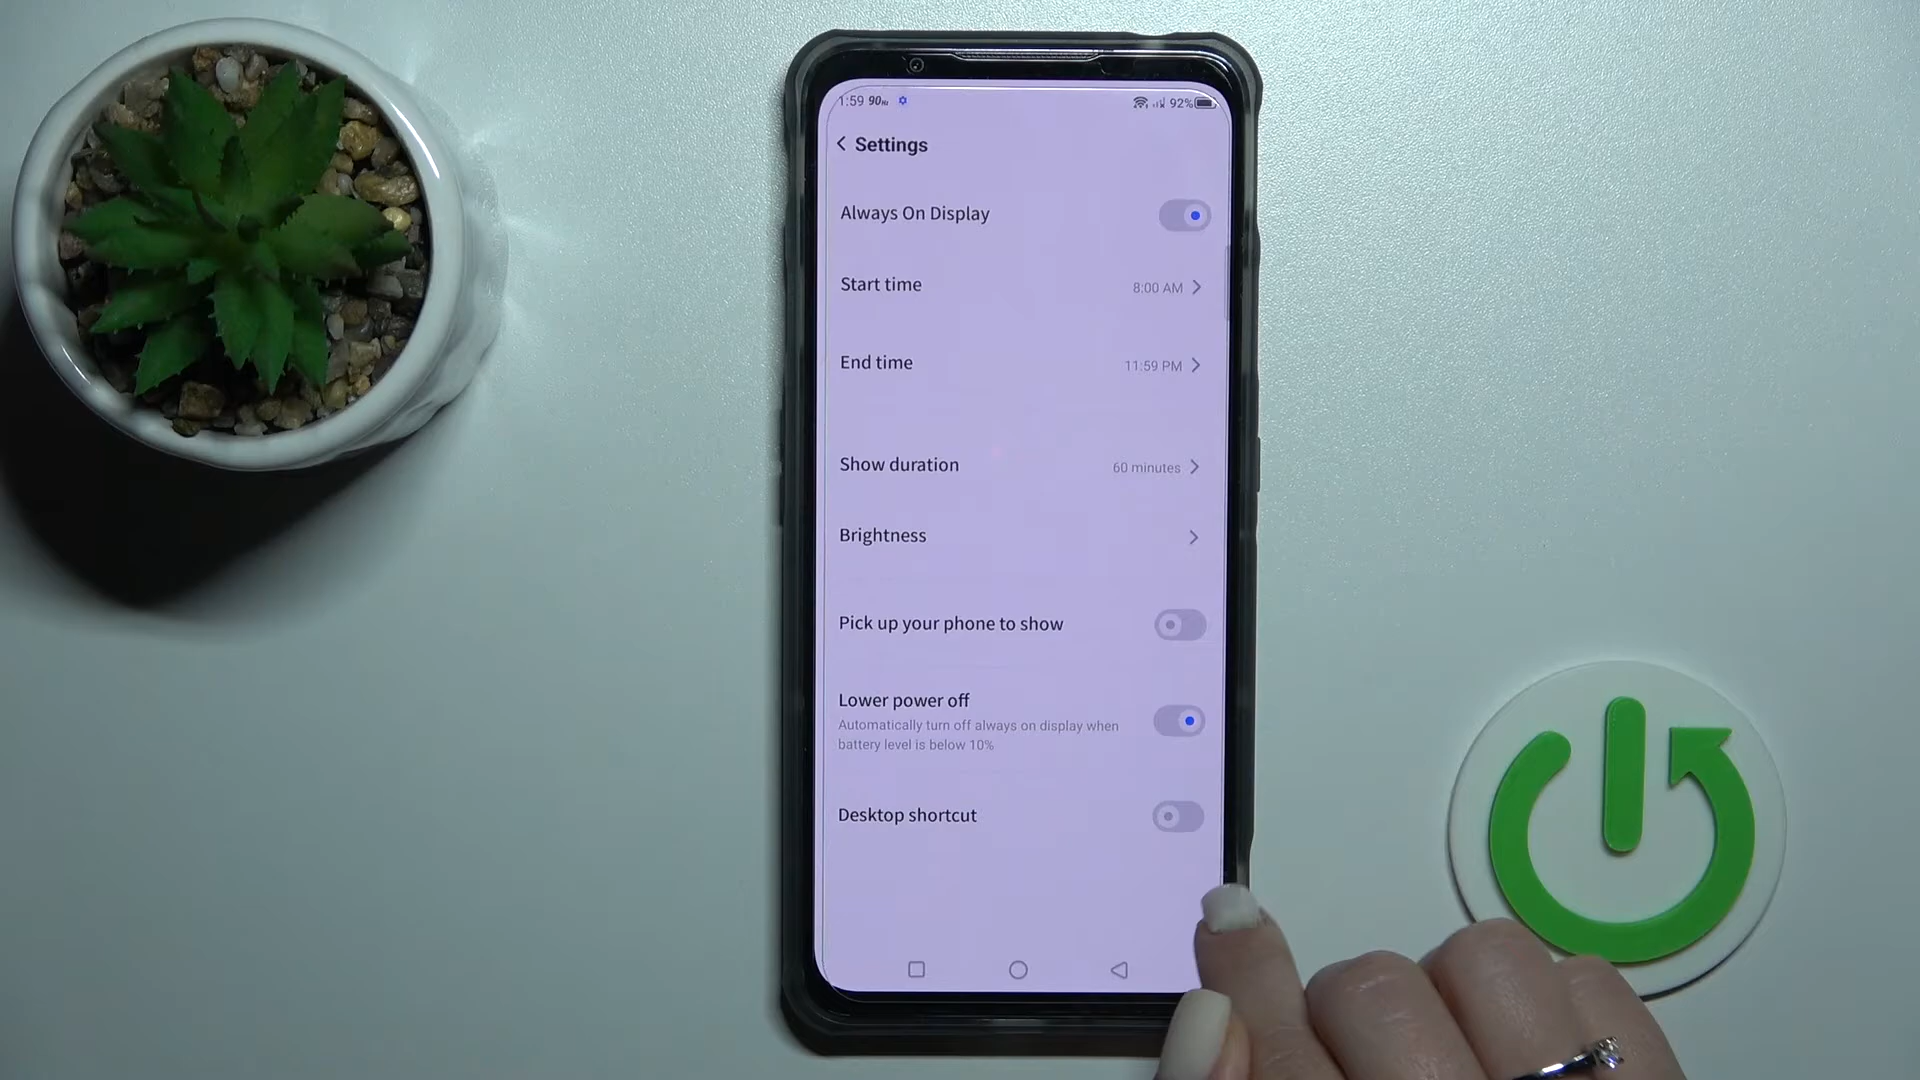 1:59 90Hz 92%
Settings
Always On Display
Start time 8:00 AM
End time 11:59 PM
Show duration 60 minutes
Brightness
Pick up your phone to show
Lower power off
Automatically turn off always on display when
battery level is below 10%
Desktop shortcut